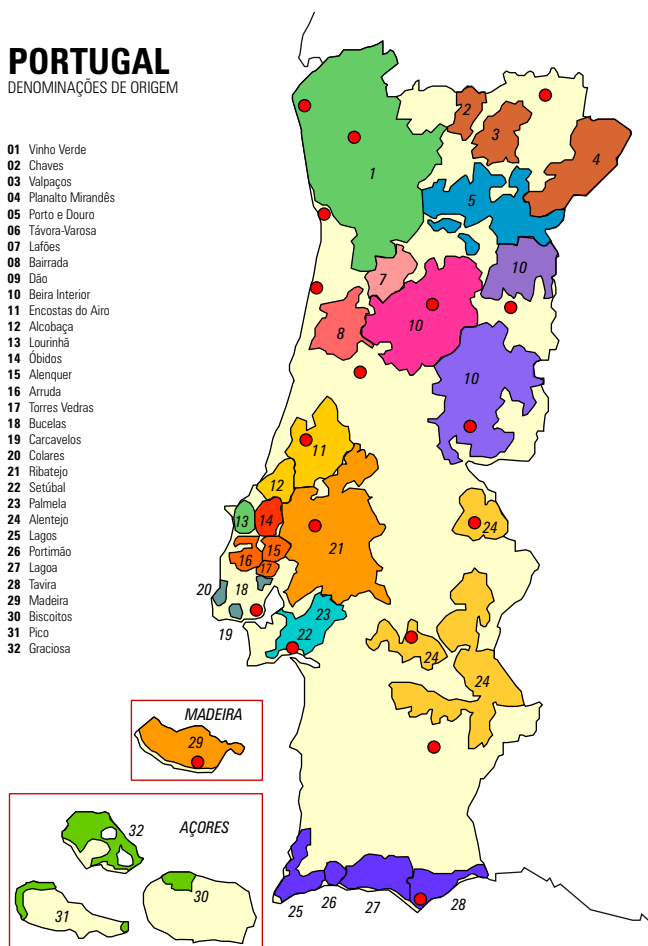 PORTUGAL
DENOMINAÇÕES DE ORIGEM
01 Vinho Verde
02 Chaves
03 Valpaços
04 Planalto Mirandês
05 Porto e Douro
06 Távora-Varosa
07 Lafões
08 Bairrada
09 Dão
10 Beira Interior
11 Encostas do Airo
12 Alcobaça
13 Lourinhã
14 Óbidos
15 Alenquer
16 Arruda
17 Torres Vedras
18 Bucelas
19 Carcavelos
20 Colares
21 Ribatejo
22 Setúbal
23 Palmela
24 Alentejo
25 Lagos
26 Portimão
27 Lagoa
28 Tavira
29 Madeira
30 Biscoitos
31 Pico
32 Graciosa
1
2
3
4
5
7
10
8
10
10
11
12
13
14
15
16
17
18
20
19
21
23
22
24
24
24
MADEIRA
29
AÇORES
32
31
30
25
26
27
28